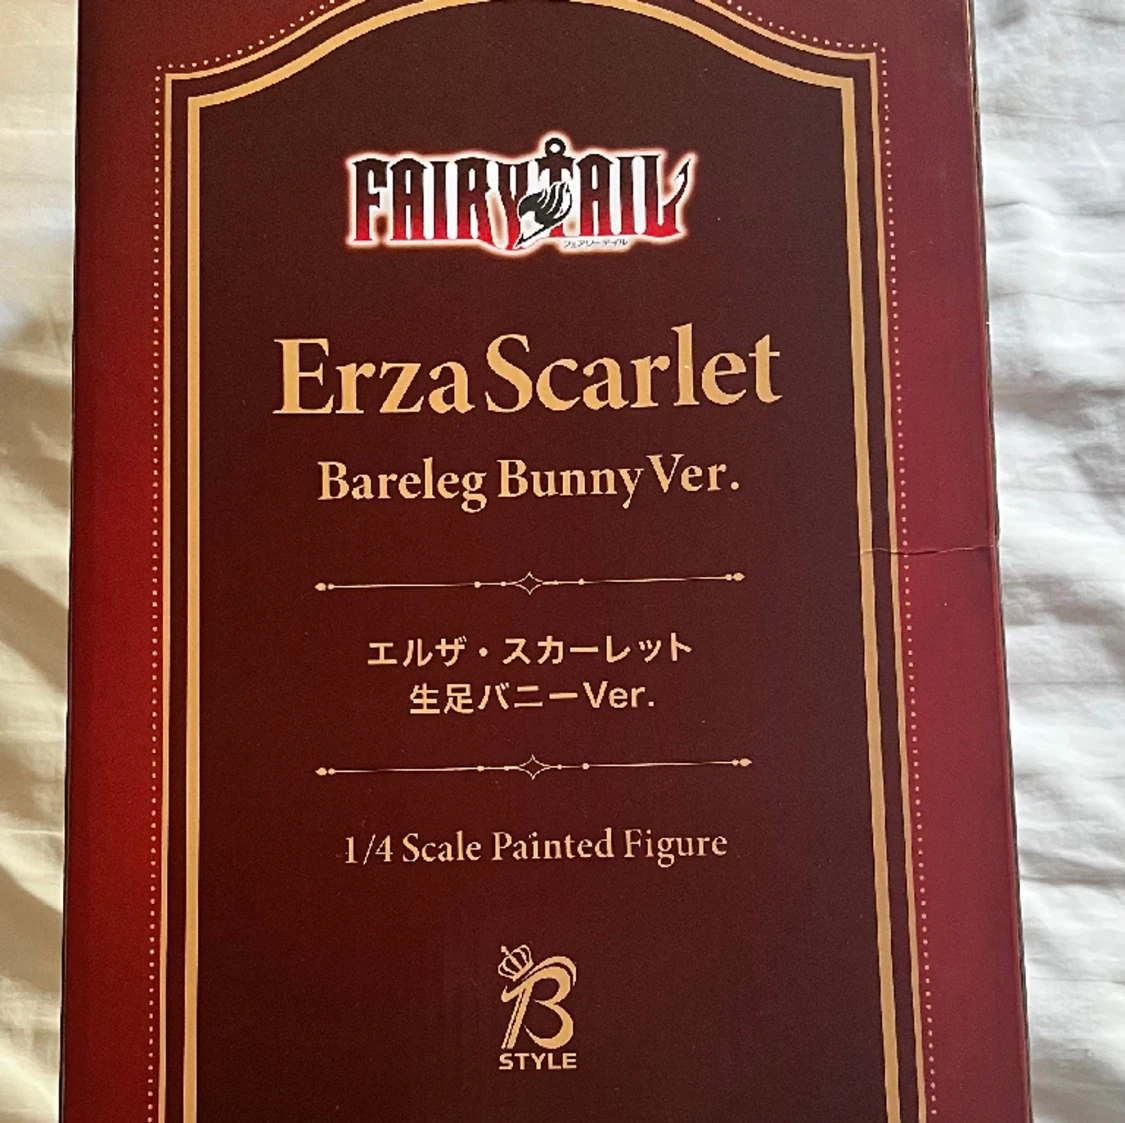 FAIRY TAIL
フェアリーテイル
Erza Scarlet
Bareleg Bunny Ver.
エルザ・スカーレット
生足バニーVer.
1/4 Scale Painted Figure
B
STYLE